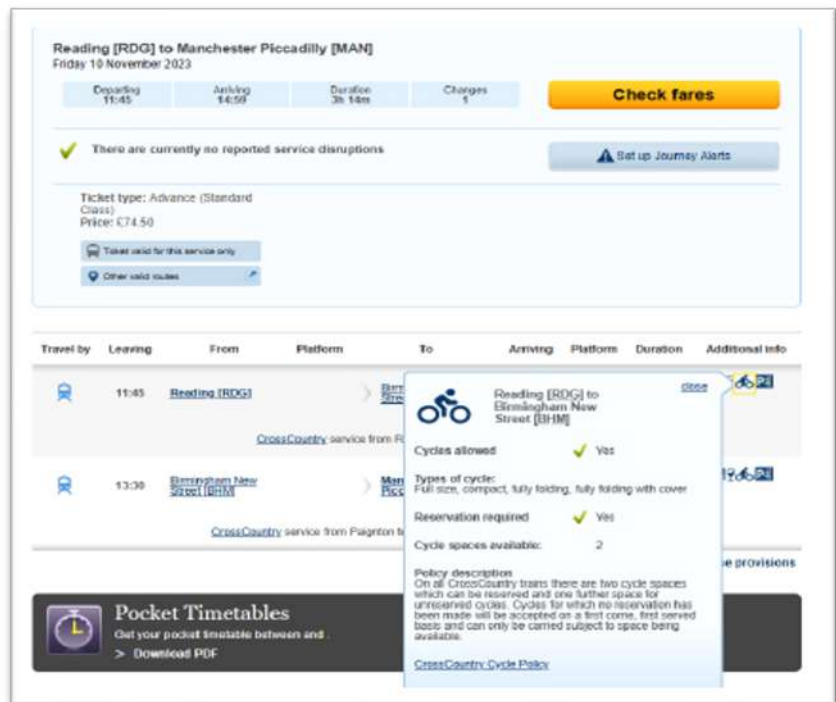 Reading [RDG] to Manchester Piccadilly [MAN]
Friday 10 November 2023
Departing Arriving Duration Changes
11:45 14:59 3h 14m 1
Check fares
There are currently no reported service disruptions
Set up Journey Alerts
Ticket type: Advance (Standard
Class)
Price: £74.50
Ticket valid for this service only
Other valid routes
Travel by Leaving From Platform To Arriving Platform Duration Additional info
11:45 Reading [RDG]
CrossCountry service from
13:30 Birmingham New
Street [BHM]
CrossCountry service from Paignton
close
Reading [RDG] to
Birmingham New
Street [BHM]
Cycles allowed Yes
Types of cycle:
Full size, compact, fully folding, fully folding with cover
Reservation required Yes
Cycle spaces available: 2
Policy description
On all CrossCountry trains there are two cycle spaces
which can be reserved and one further space for
unreserved cycles. Cycles for which no reservation has
been made will be accepted on a first come, first served
basis and can only be carried subject to space being
available.
CrossCountry Cycle Policy
provisions
Pocket Timetables
Get your pocket timetable between and .
> Download PDF